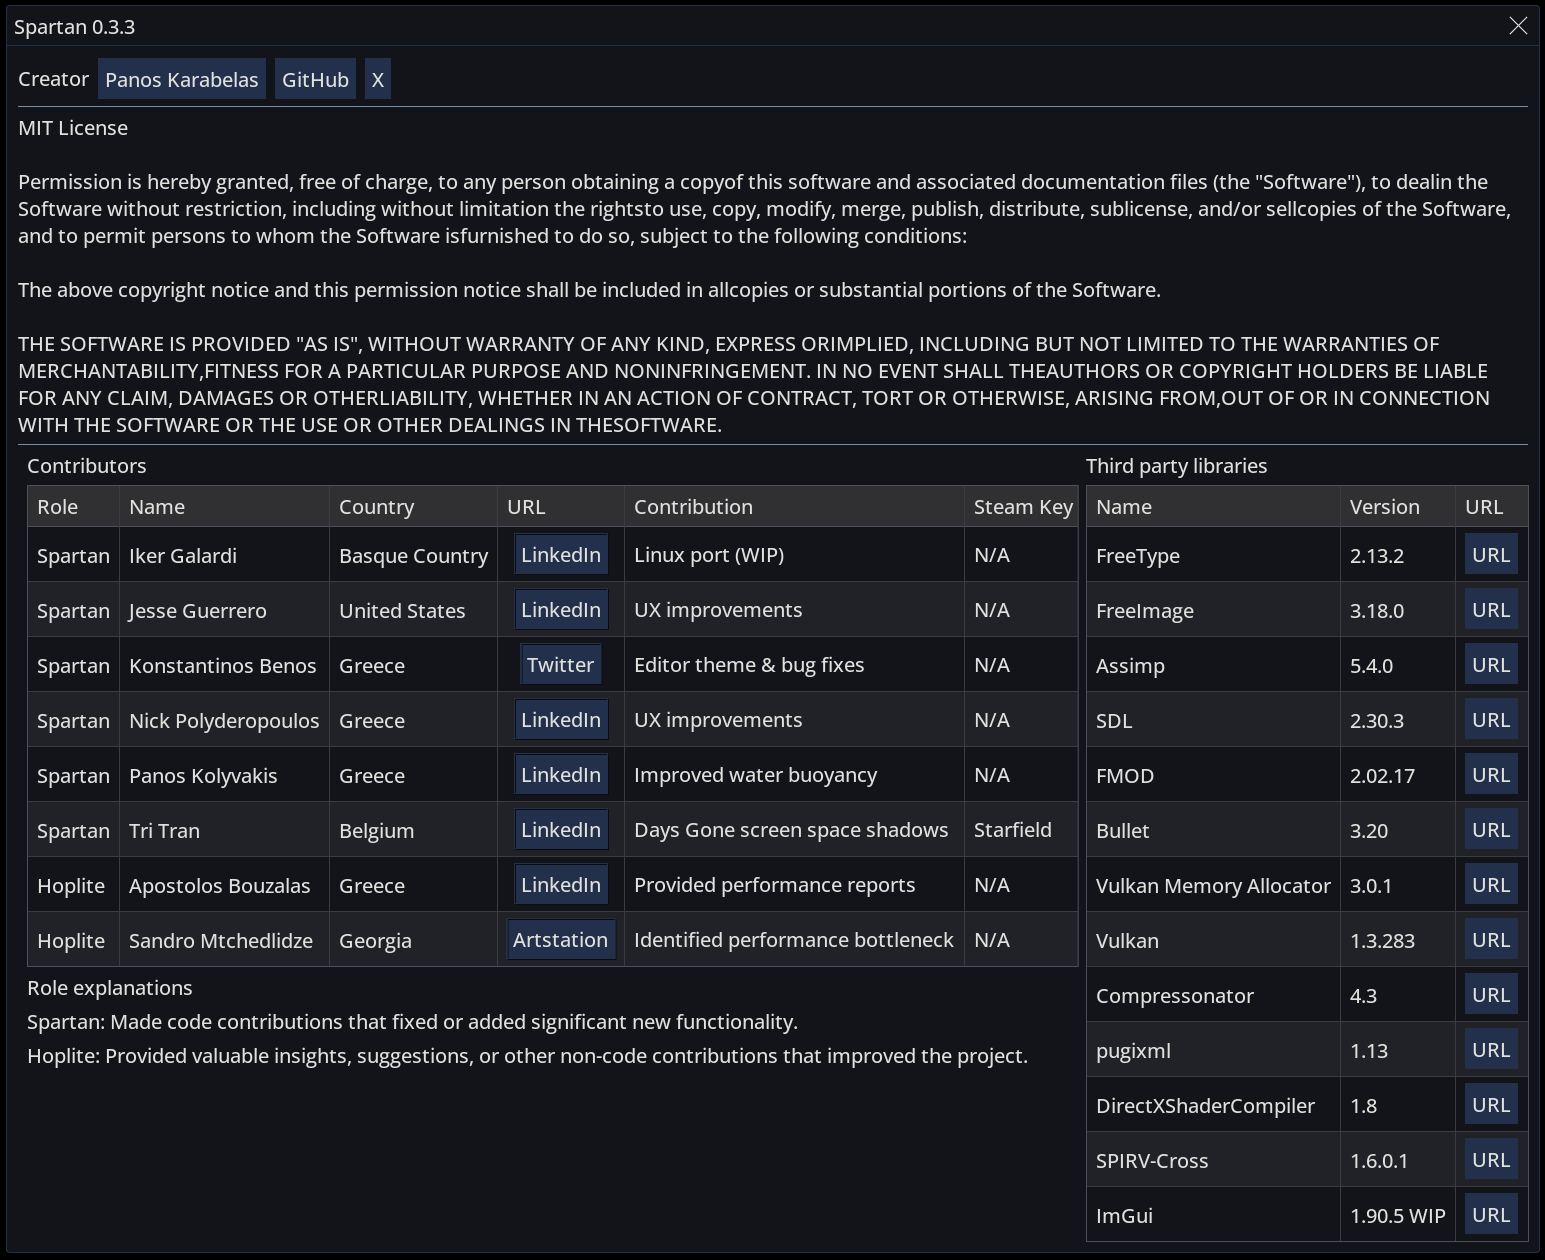 Spartan 0.3.3
Creator Panos Karabelas GitHub X
MIT License
Permission is hereby granted, free of charge, to any person obtaining a copyof this software and associated documentation files (the "Software"), to dealin the
Software without restriction, including without limitation the rightsto use, copy, modify, merge, publish, distribute, sublicense, and/or sellcopies of the Software,
and to permit persons to whom the Software isfurnished to do so, subject to the following conditions:
The above copyright notice and this permission notice shall be included in allcopies or substantial portions of the Software.
THE SOFTWARE IS PROVIDED "AS IS", WITHOUT WARRANTY OF ANY KIND, EXPRESS ORIMPLIED, INCLUDING BUT NOT LIMITED TO THE WARRANTIES OF
MERCHANTABILITY,FITNESS FOR A PARTICULAR PURPOSE AND NONINFRINGEMENT. IN NO EVENT SHALL THEAUTHORS OR COPYRIGHT HOLDERS BE LIABLE
FOR ANY CLAIM, DAMAGES OR OTHERLIABILITY, WHETHER IN AN ACTION OF CONTRACT, TORT OR OTHERWISE, ARISING FROM,OUT OF OR IN CONNECTION
WITH THE SOFTWARE OR THE USE OR OTHER DEALINGS IN THESOFTWARE.
Contributors
Role Name Country URL Contribution Steam Key
Spartan Iker Galardi Basque Country LinkedIn Linux port (WIP) N/A
Spartan Jesse Guerrero United States LinkedIn UX improvements N/A
Spartan Konstantinos Benos Greece Twitter Editor theme & bug fixes N/A
Spartan Nick Polyderopoulos Greece LinkedIn UX improvements N/A
Spartan Panos Kolyvakis Greece LinkedIn Improved water buoyancy N/A
Spartan Tri Tran Belgium LinkedIn Days Gone screen space shadows Starfield
Hoplite Apostolos Bouzalas Greece LinkedIn Provided performance reports N/A
Hoplite Sandro Mtchedlidze Georgia Artstation Identified performance bottleneck N/A
Role explanations
Spartan: Made code contributions that fixed or added significant new functionality.
Hoplite: Provided valuable insights, suggestions, or other non-code contributions that improved the project.
Third party libraries
Name Version URL
FreeType 2.13.2 URL
FreeImage 3.18.0 URL
Assimp 5.4.0 URL
SDL 2.30.3 URL
FMOD 2.02.17 URL
Bullet 3.20 URL
Vulkan Memory Allocator 3.0.1 URL
Vulkan 1.3.283 URL
Compressonator 4.3 URL
pugixml 1.13 URL
DirectXShaderCompiler 1.8 URL
SPIRV-Cross 1.6.0.1 URL
ImGui 1.90.5 WIP URL